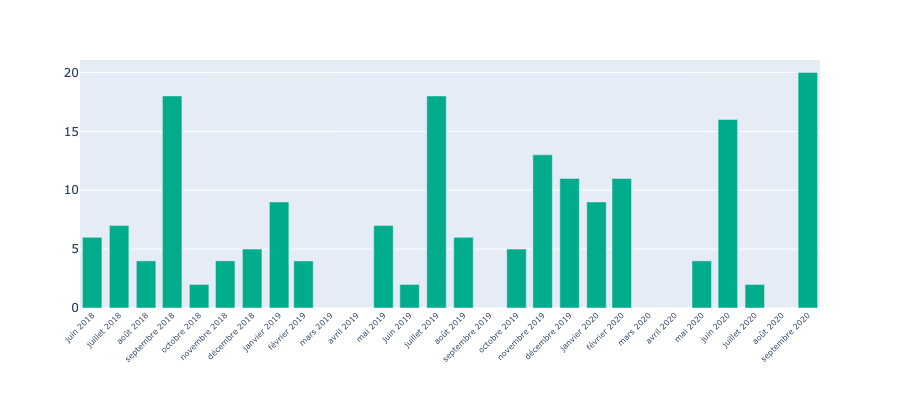 20
15
10
5
0
juin 2018
juillet 2018
août 2018
septembre 2018
octobre 2018
novembre 2018
décembre 2018
janvier 2019
février 2019
mars 2019
avril 2019
mai 2019
juin 2019
juillet 2019
août 2019
septembre 2019
octobre 2019
novembre 2019
décembre 2019
janvier 2020
février 2020
mars 2020
avril 2020
mai 2020
juin 2020
juillet 2020
août 2020
septembre 2020